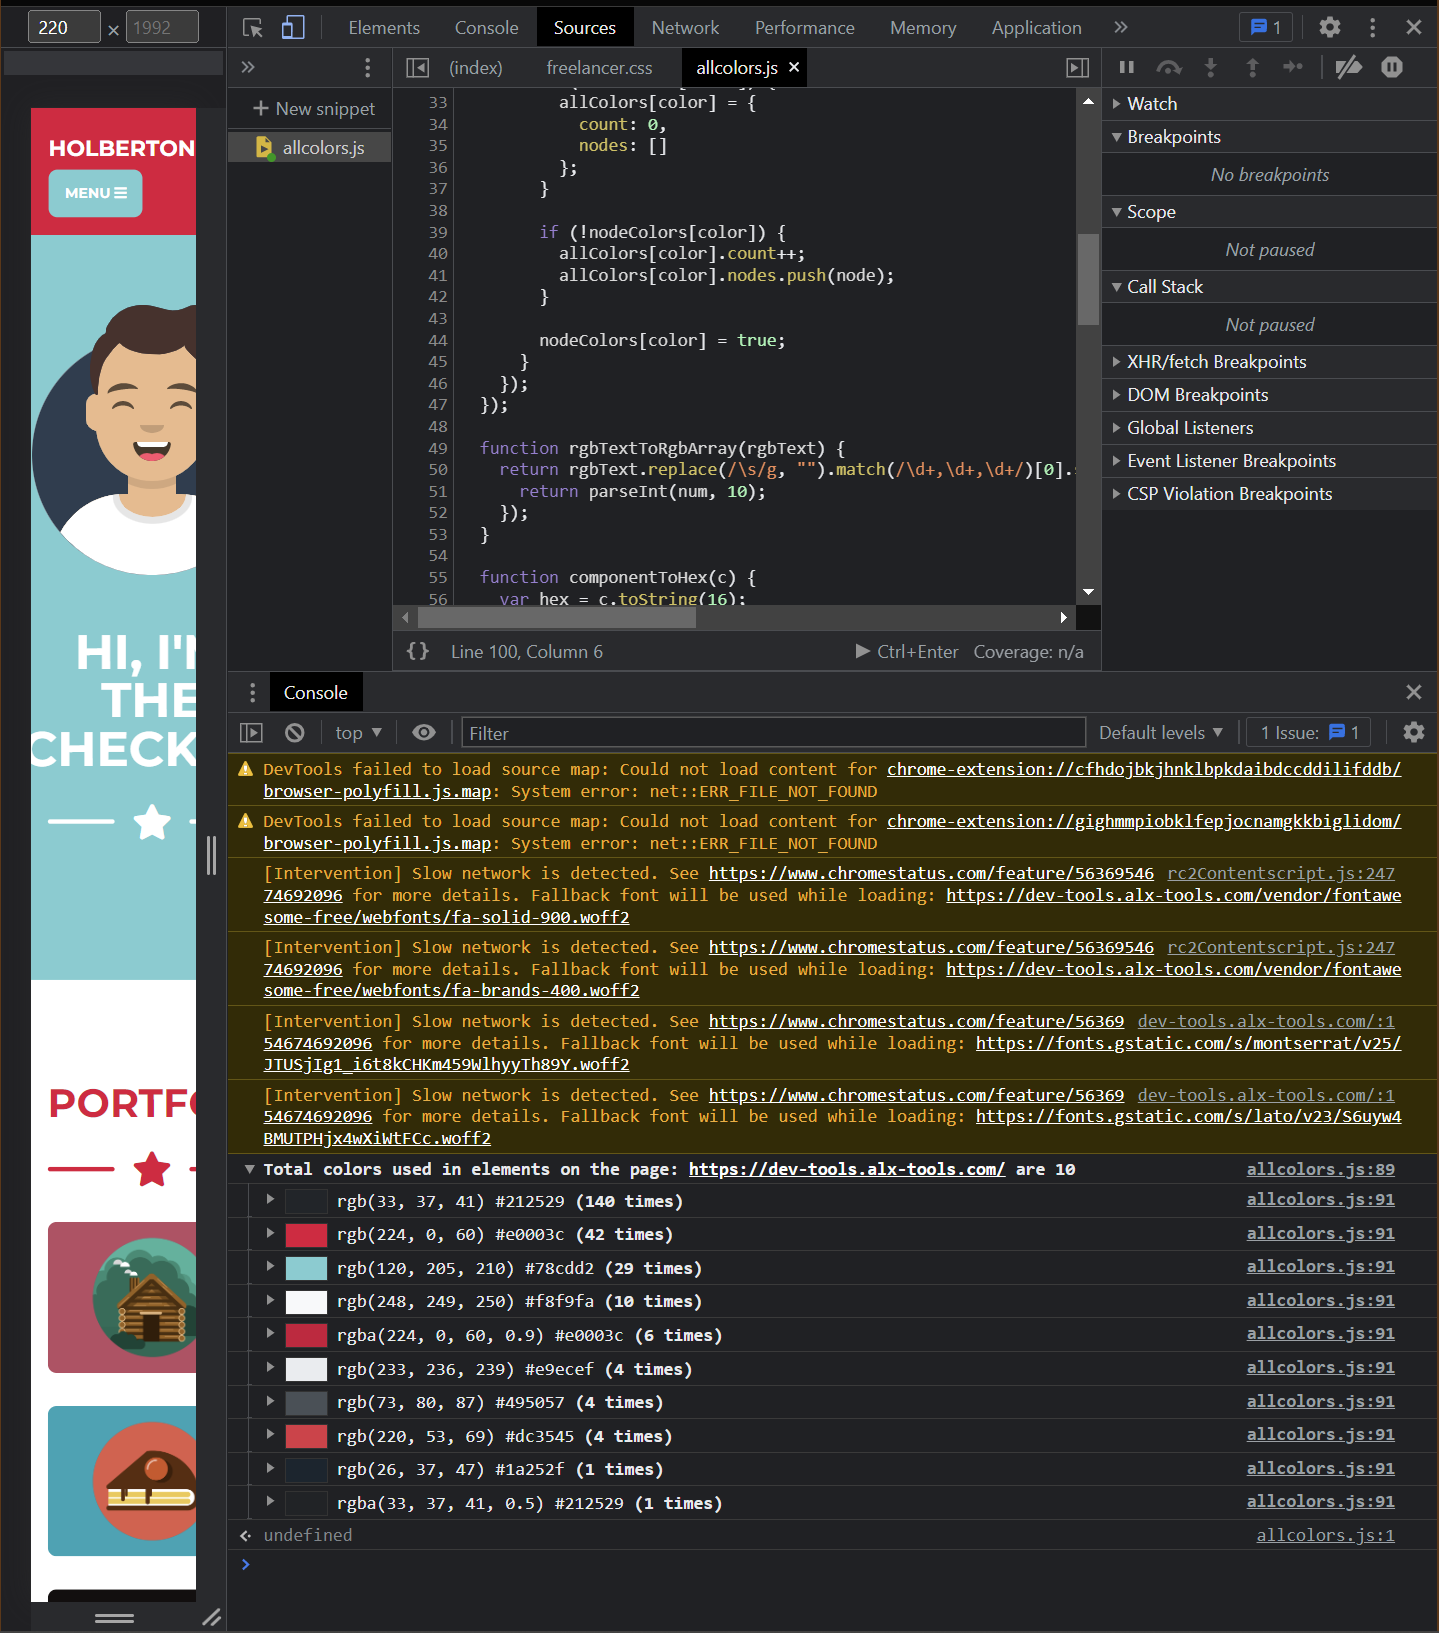 220 × 1992
Elements Console Sources Network Performance Memory Application » 1
» (index) freelancer.css allcolors.js ×
+ New snippet
allcolors.js
HOLBERTON
MENU
HI, I'M
THE
CHECK
PORTFO
33 allColors[color] = {
34 count: 0,
35 nodes: []
36 };
37 }
38
39 if (!nodeColors[color]) {
40 allColors[color].count++;
41 allColors[color].nodes.push(node);
42 }
43
44 nodeColors[color] = true;
45 }
46 });
47 });
48
49 function rgbTextToRgbArray(rgbText) {
50 return rgbText.replace(/\s/g, "").match(/\d+,\d+,\d+/)[0].
51 return parseInt(num, 10);
52 });
53 }
54
55 function componentToHex(c) {
56 var hex = c.toString(16);
{} Line 100, Column 6 Ctrl+Enter Coverage: n/a
Watch
Breakpoints
No breakpoints
Scope
Not paused
Call Stack
Not paused
XHR/fetch Breakpoints
DOM Breakpoints
Global Listeners
Event Listener Breakpoints
CSP Violation Breakpoints
Console
top Filter Default levels 1 Issue: 1
DevTools failed to load source map: Could not load content for chrome-extension://cfhdojbkjhnklbpkdaibdccddilifddb/
browser-polyfill.js.map: System error: net::ERR_FILE_NOT_FOUND
DevTools failed to load source map: Could not load content for chrome-extension://gighmmpiobklfepjocnamgkkbiglidom/
browser-polyfill.js.map: System error: net::ERR_FILE_NOT_FOUND
[Intervention] Slow network is detected. See https://www.chromestatus.com/feature/56369546 rc2Contentscript.js:247
74692096 for more details. Fallback font will be used while loading: https://dev-tools.alx-tools.com/vendor/fontawe
some-free/webfonts/fa-solid-900.woff2
[Intervention] Slow network is detected. See https://www.chromestatus.com/feature/56369546 rc2Contentscript.js:247
74692096 for more details. Fallback font will be used while loading: https://dev-tools.alx-tools.com/vendor/fontawe
some-free/webfonts/fa-brands-400.woff2
[Intervention] Slow network is detected. See https://www.chromestatus.com/feature/56369 dev-tools.alx-tools.com/:1
54674692096 for more details. Fallback font will be used while loading: https://fonts.gstatic.com/s/montserrat/v25/
JTUSjIg1_i6t8kCHKm459WlhyyTh89Y.woff2
[Intervention] Slow network is detected. See https://www.chromestatus.com/feature/56369 dev-tools.alx-tools.com/:1
54674692096 for more details. Fallback font will be used while loading: https://fonts.gstatic.com/s/lato/v23/S6uyw4
BMUTPHjx4wXiWtFCc.woff2
Total colors used in elements on the page: https://dev-tools.alx-tools.com/ are 10 allcolors.js:89
rgb(33, 37, 41) #212529 (140 times) allcolors.js:91
rgb(224, 0, 60) #e0003c (42 times) allcolors.js:91
rgb(120, 205, 210) #78cdd2 (29 times) allcolors.js:91
rgb(248, 249, 250) #f8f9fa (10 times) allcolors.js:91
rgba(224, 0, 60, 0.9) #e0003c (6 times) allcolors.js:91
rgb(233, 236, 239) #e9ecef (4 times) allcolors.js:91
rgb(73, 80, 87) #495057 (4 times) allcolors.js:91
rgb(220, 53, 69) #dc3545 (4 times) allcolors.js:91
rgb(26, 37, 47) #1a252f (1 times) allcolors.js:91
rgba(33, 37, 41, 0.5) #212529 (1 times) allcolors.js:91
undefined allcolors.js:1